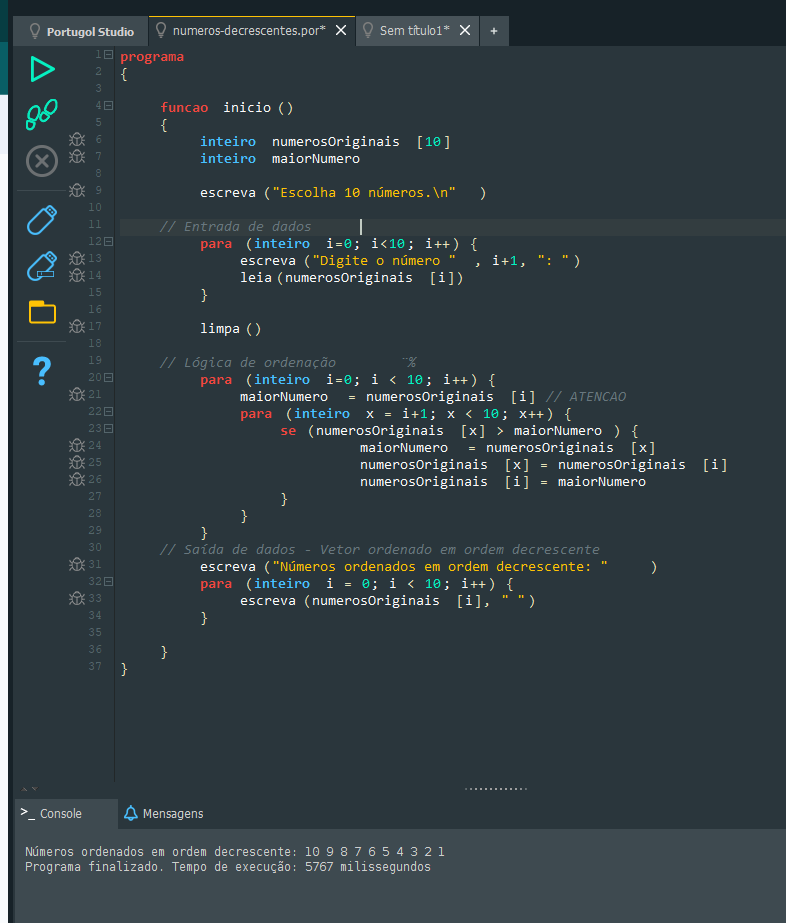 Portugol Studio numeros-decrescentes.por* Sem título1* +
1 programa
2 {
3
4 funcao inicio ()
5 {
6 inteiro numerosOriginais [10]
7 inteiro maiorNumero
8
9 escreva ("Escolha 10 números.\n" )
10
11 // Entrada de dados
12 para (inteiro i=0; i<10; i++) {
13 escreva ("Digite o número " , i+1, ": ")
14 leia (numerosOriginais [i])
15 }
16
17 limpa ()
18
19 // Lógica de ordenação ¨%
20 para (inteiro i=0; i < 10; i++) {
21 maiorNumero = numerosOriginais [i] // ATENCAO
22 para (inteiro x = i+1; x < 10; x++) {
23 se (numerosOriginais [x] > maiorNumero ) {
24 maiorNumero = numerosOriginais [x]
25 numerosOriginais [x] = numerosOriginais [i]
26 numerosOriginais [i] = maiorNumero
27 }
28 }
29 }
30 // Saída de dados - Vetor ordenado em ordem decrescente
31 escreva ("Números ordenados em ordem decrescente: " )
32 para (inteiro i = 0; i < 10; i++) {
33 escreva (numerosOriginais [i], " ")
34 }
35
36 }
37 }
>_ Console Mensagens
Números ordenados em ordem decrescente: 10 9 8 7 6 5 4 3 2 1
Programa finalizado. Tempo de execução: 5767 milissegundos